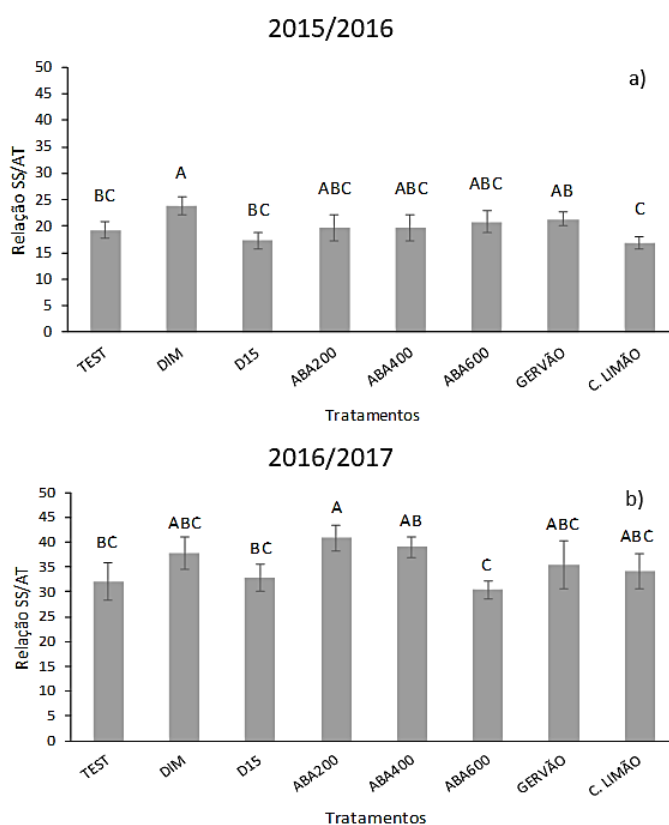 2015/2016
a)
Relação SS/AT
50
45
40
35
30
25
20
15
10
5
0
BC
A
BC
ABC
ABC
ABC
AB
C
TEST
DIM
D15
ABA200
ABA400
ABA600
GERVÃO
C. LIMÃO
Tratamentos
2016/2017
b)
Relação SS/AT
50
45
40
35
30
25
20
15
10
5
0
BC
ABC
BC
A
AB
C
ABC
ABC
TEST
DIM
D15
ABA200
ABA400
ABA600
GERVÃO
C. LIMÃO
Tratamentos